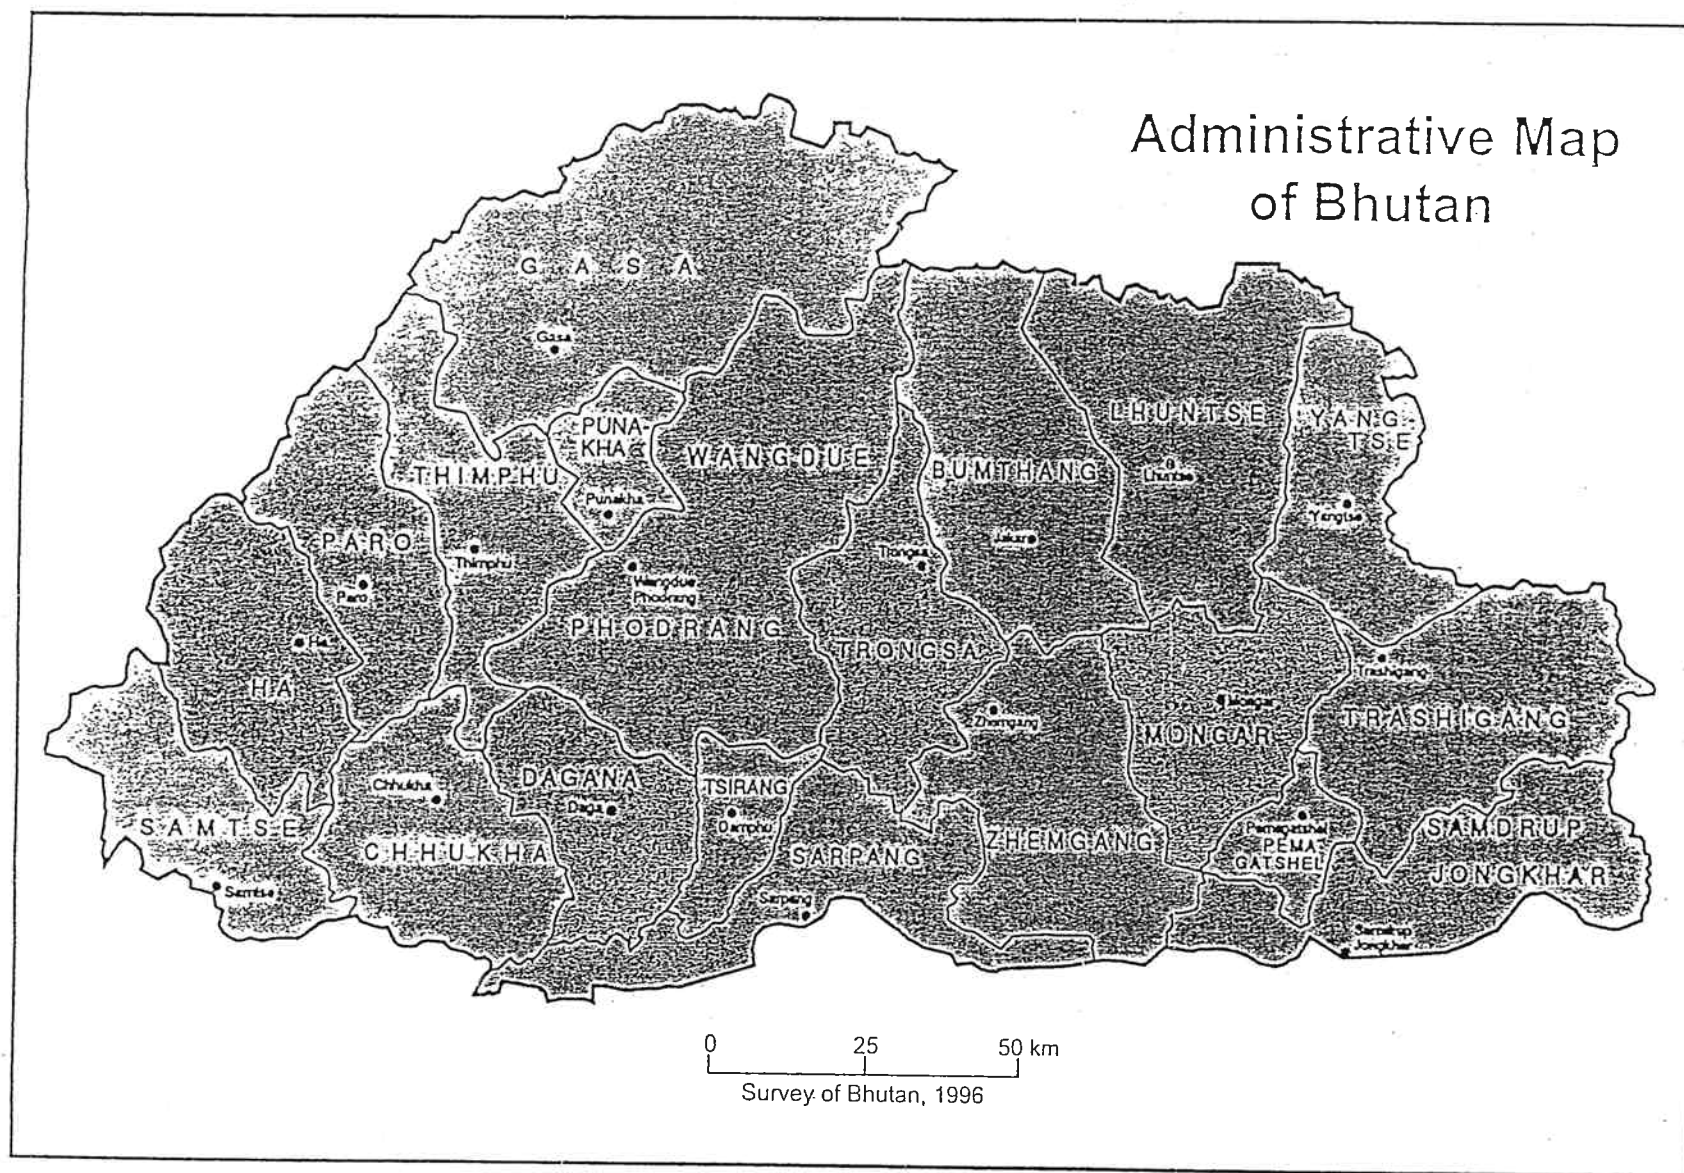 Administrative Map
of Bhutan
G A S A
Gasa
PUNA-
KHA
Punakha
THIMPHU
Thimphu
WANGDUE
PHODRANG
Wangdue
Phodrang
BUMTHANG
Jakar
LHUNTSE
Lhuntse
YANG-
TSE
Yangtse
PARO
Paro
HA
Ha
TRONGSA
Trongsa
Zhemgang
ZHEMGANG
Mongar
MONGAR
Trashigang
TRASHIGANG
SAMTSE
Samtse
Chhukha
CHHUKHA
DAGANA
Daga
TSIRANG
Damphu
SARPANG
Sarpang
Pemagatshel
PEMA
GATSHEL
SAMDRUP
JONGKHAR
Samdrup
Jongkhar
0 25 50 km
Survey of Bhutan, 1996